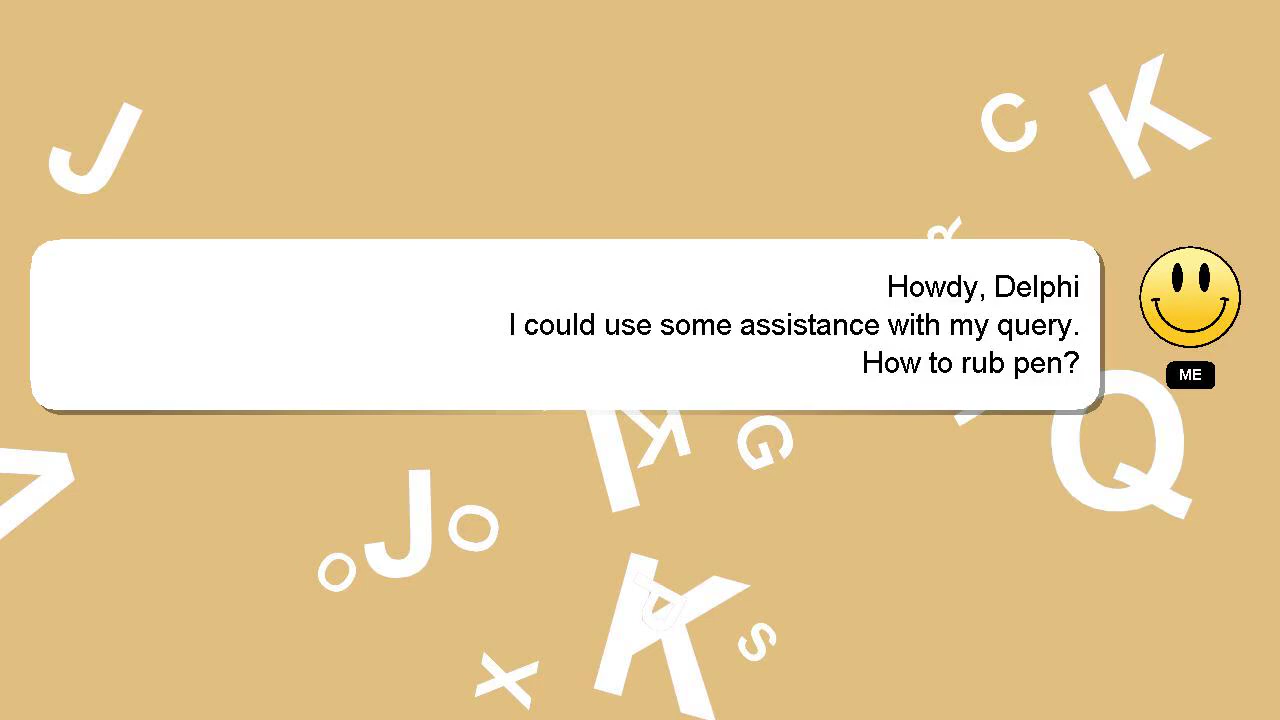 J
C
K
R
Howdy, Delphi
I could use some assistance with my query.
How to rub pen?
ME
K
G
Q
J
O
O
K
S
X